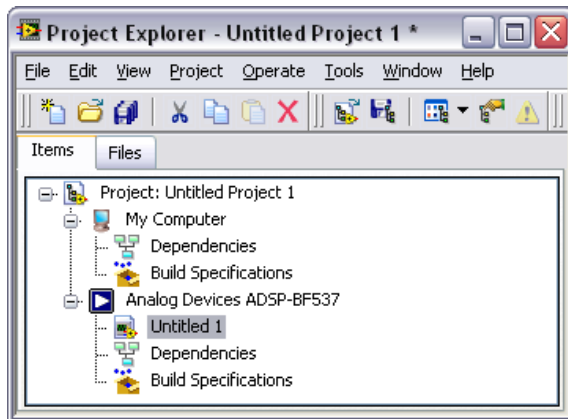 Project Explorer - Untitled Project 1 *
File Edit View Project Operate Tools Window Help
Items Files
Project: Untitled Project 1
My Computer
Dependencies
Build Specifications
Analog Devices ADSP-BF537
Untitled 1
Dependencies
Build Specifications